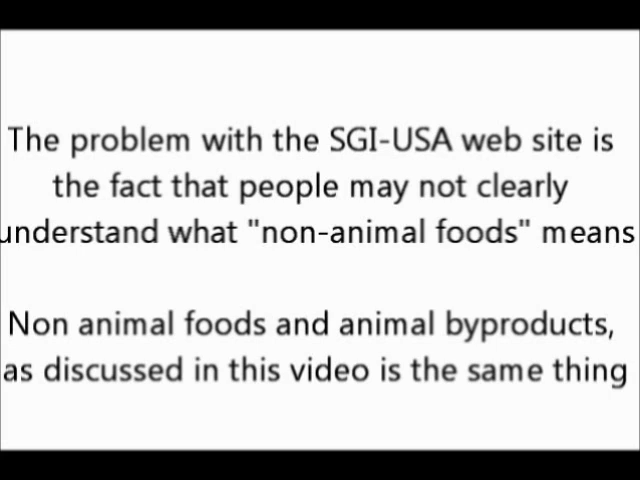 The problem with the SGI-USA web site is
the fact that people may not clearly
understand what "non-animal foods" means
Non animal foods and animal byproducts,
as discussed in this video is the same thing